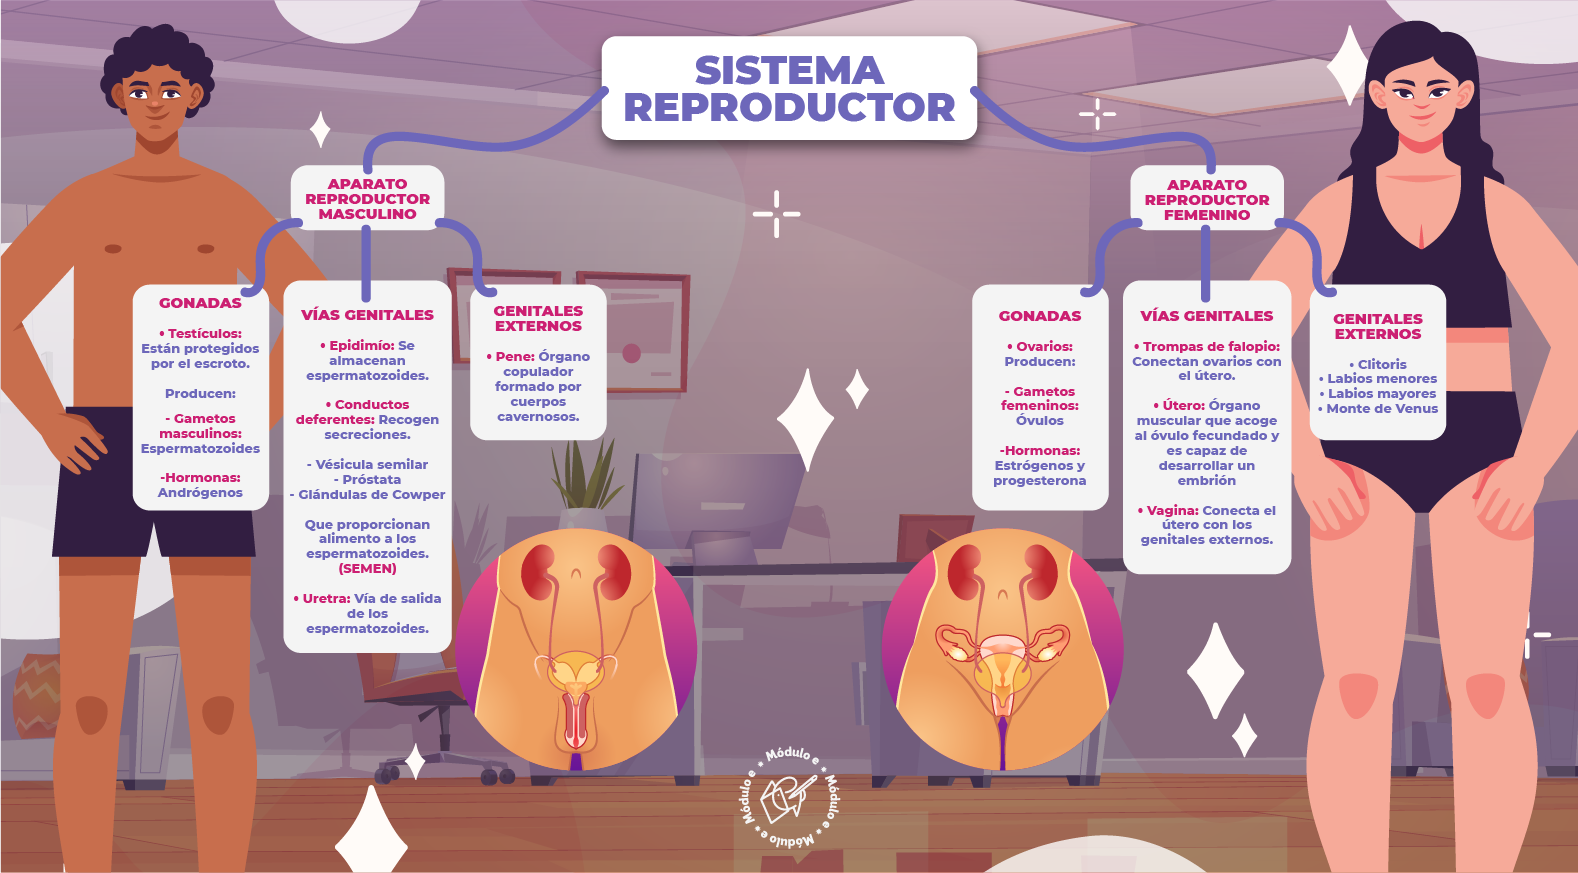 SISTEMA
REPRODUCTOR
APARATO
REPRODUCTOR
MASCULINO
GONADAS
• Testículos:
Están protegidos
por el escroto.
Producen:
- Gametos
masculinos:
Espermatozoides
-Hormonas:
Andrógenos
VÍAS GENITALES
• Epidimío: Se
almacenan
espermatozoides.
• Conductos
deferentes: Recogen
secreciones.
- Vésicula semilar
- Próstata
- Glándulas de Cowper
Que proporcionan
alimento a los
espermatozoides.
(SEMEN)
• Uretra: Vía de salida
de los
espermatozoides.
GENITALES
EXTERNOS
• Pene: Órgano
copulador
formado por
cuerpos
cavernosos.
APARATO
REPRODUCTOR
FEMENINO
GONADAS
• Ovarios:
Producen:
- Gametos
femeninos:
Óvulos
-Hormonas:
Estrógenos y
progesterona
VÍAS GENITALES
• Trompas de falopio:
Conectan ovarios con
el útero.
• Útero: Órgano
muscular que acoge
al óvulo fecundado y
es capaz de
desarrollar un
embrión
• Vagina: Conecta el
útero con los
genitales externos.
GENITALES
EXTERNOS
• Clitoris
• Labios menores
• Labios mayores
• Monte de Venus
Módulo e * Módulo e * Módulo e * Módulo e *